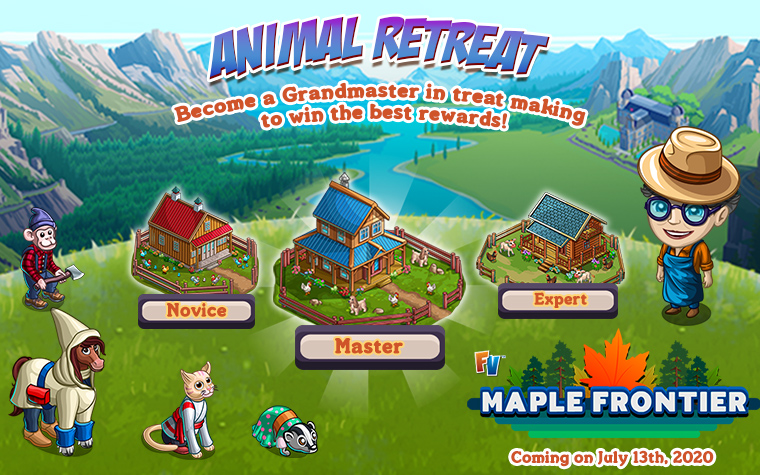 ANIMAL RETREAT
Become a Grandmaster in treat making
to win the best rewards!
Novice
Master
Expert
FV™
MAPLE FRONTIER
Coming on July 13th, 2020